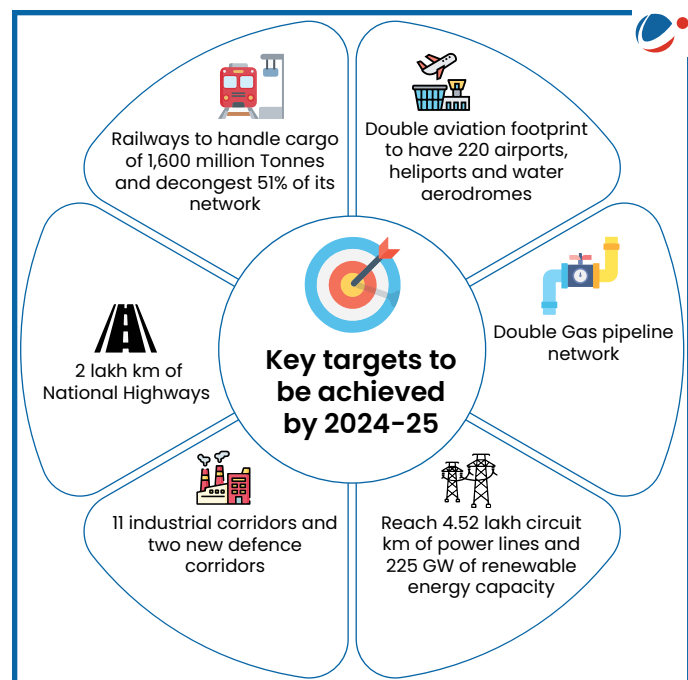 Railways to handle cargo
of 1,600 million Tonnes
and decongest 51% of its
network
Double aviation footprint
to have 220 airports,
heliports and water
aerodromes
Double Gas pipeline
network
Reach 4.52 lakh circuit
km of power lines and
225 GW of renewable
energy capacity
11 industrial corridors and
two new defence
corridors
2 lakh km of
National Highways
Key targets to
be achieved
by 2024-25